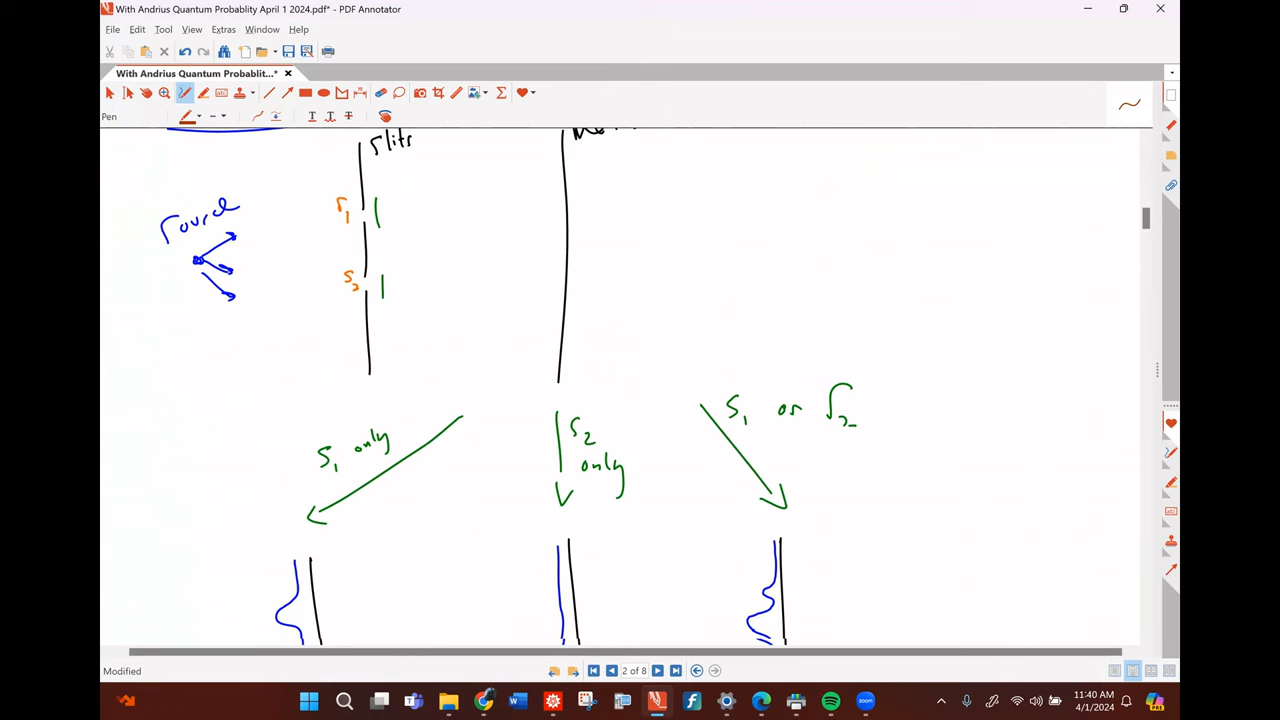 With Andrius Quantum Probablity April 1 2024.pdf* - PDF Annotator
File Edit Tool View Extras Window Help
With Andrius Quantum Probablit...*
Pen
Slits
Source
S1
S2
S1 only
S2
only
S1 or S2
Modified
2 of 8
11:40 AM
4/1/2024